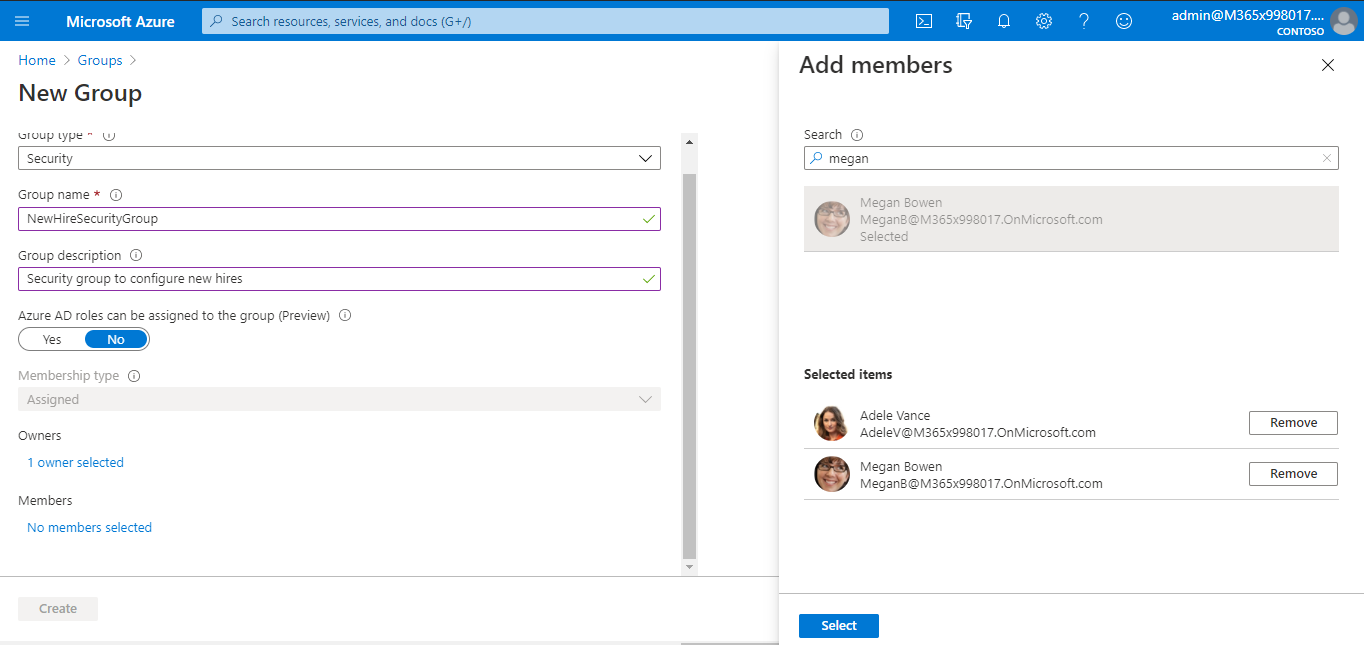 Microsoft Azure
Search resources, services, and docs (G+/)
admin@M365x998017....
CONTOSO
Home > Groups >
New Group
Group type *
Security
Group name *
NewHireSecurityGroup
Group description
Security group to configure new hires
Azure AD roles can be assigned to the group (Preview)
Yes No
Membership type
Assigned
Owners
1 owner selected
Members
No members selected
Create
Add members
Search
megan
Megan Bowen
MeganB@M365x998017.OnMicrosoft.com
Selected
Selected items
Adele Vance
AdeleV@M365x998017.OnMicrosoft.com
Remove
Megan Bowen
MeganB@M365x998017.OnMicrosoft.com
Remove
Select